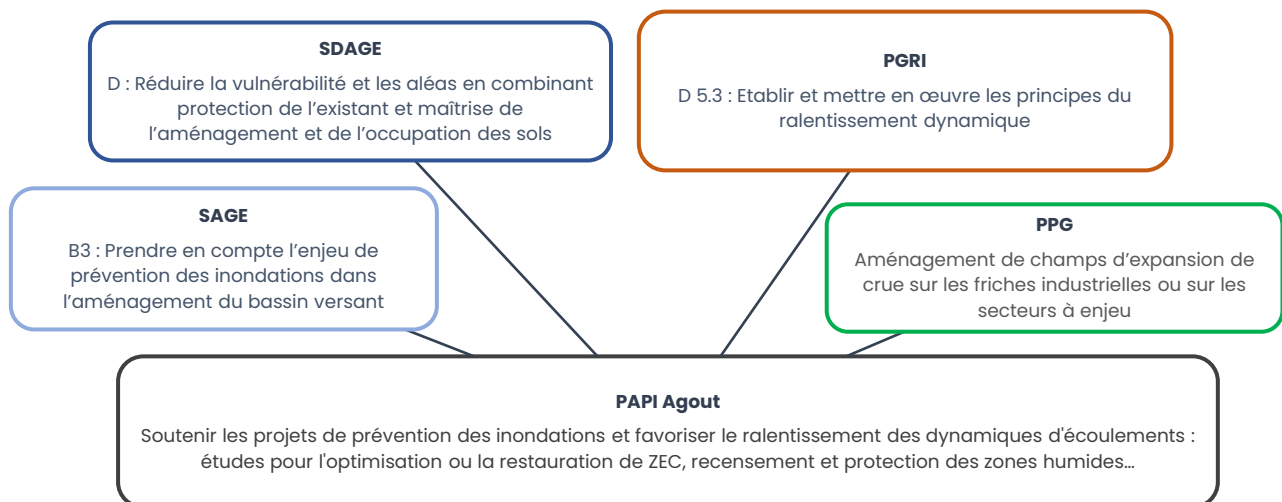 SDAGE
D : Réduire la vulnérabilité et les aléas en combinant
protection de l’existant et maîtrise de
l’aménagement et de l’occupation des sols
PGRI
D 5.3 : Etablir et mettre en œuvre les principes du
ralentissement dynamique
SAGE
B3 : Prendre en compte l’enjeu de
prévention des inondations dans
l’aménagement du bassin versant
PPG
Aménagement de champs d’expansion de
crue sur les friches industrielles ou sur les
secteurs à enjeu
PAPI Agout
Soutenir les projets de prévention des inondations et favoriser le ralentissement des dynamiques d'écoulements :
études pour l'optimisation ou la restauration de ZEC, recensement et protection des zones humides…